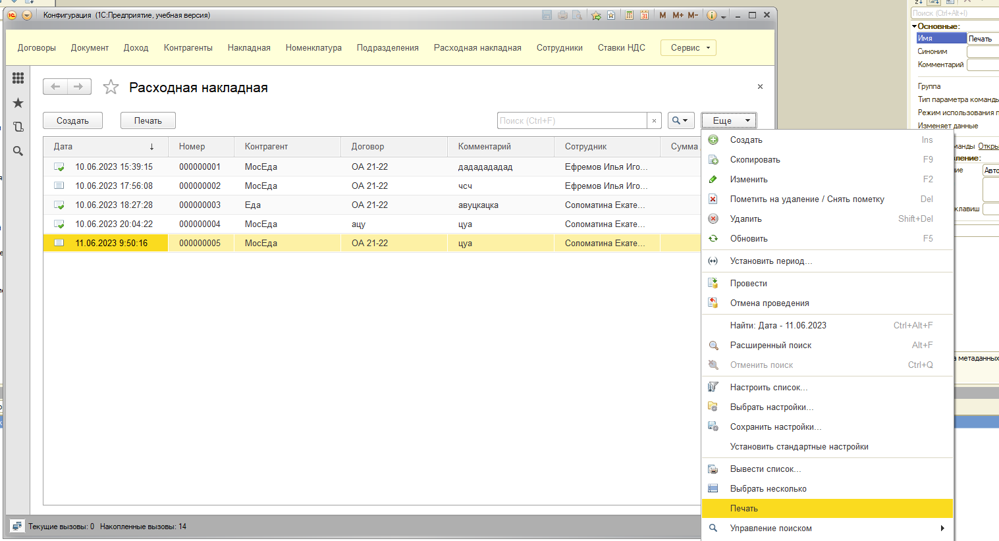 Конфигурация (1С:Предприятие, учебная версия)
M M+ M-
Договоры Документ Доход Контрагенты Накладная Номенклатура Подразделения Расходная накладная Сотрудники Ставки НДС Сервис
Расходная накладная
Создать Печать Поиск (Ctrl+F) Еще
Дата Номер Контрагент Договор Комментарий Сотрудник Сумма
10.06.2023 15:39:15 000000001 МосЕда ОА 21-22 дададададад Ефремов Илья Иго...
10.06.2023 17:56:08 000000002 МосЕда ОА 21-22 чсч Ефремов Илья Иго...
10.06.2023 18:27:28 000000003 Еда ОА 21-22 авуцкацка Соломатина Екате...
10.06.2023 20:04:22 000000004 МосЕда ацу цуа Соломатина Екате...
11.06.2023 9:50:16 000000005 МосЕда ОА 21-22 цуа Соломатина Екате...
Создать Ins
Скопировать F9
Изменить F2
Пометить на удаление / Снять пометку Del
Удалить Shift+Del
Обновить F5
Установить период...
Провести
Отмена проведения
Найти: Дата - 11.06.2023 Ctrl+Alt+F
Расширенный поиск Alt+F
Отменить поиск Ctrl+Q
Настроить список...
Выбрать настройки...
Сохранить настройки...
Установить стандартные настройки
Вывести список...
Выбрать несколько
Печать
Управление поиском
Текущие вызовы: 0 Накопленные вызовы: 14
Поиск (Ctrl+Alt+I)
Основные:
Имя Печать
Синоним
Комментарий
Группа
Тип параметра команды
Режим использования п
Изменяет данные
манды Откры
вление:
ие Авто
клавиш
а метаданных